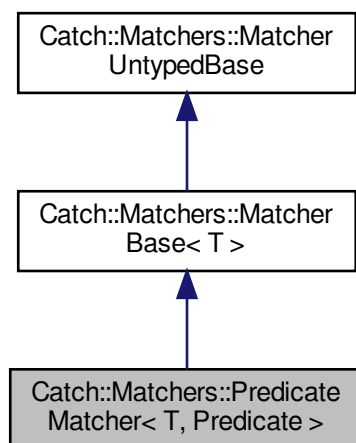 Catch::Matchers::Matcher
UntypedBase
Catch::Matchers::Matcher
Base< T >
Catch::Matchers::Predicate
Matcher< T, Predicate >